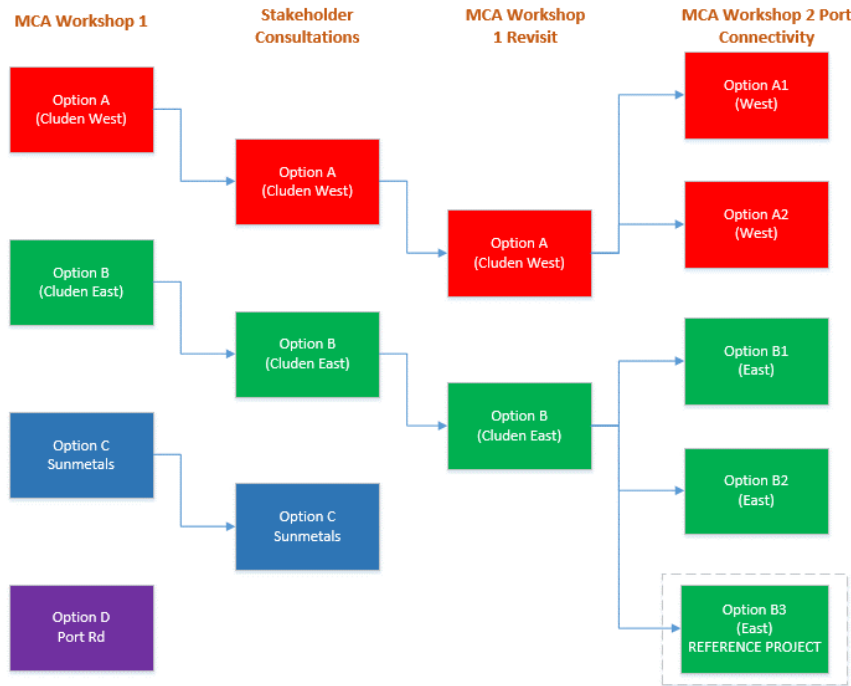 MCA Workshop 1
Stakeholder
Consultations
MCA Workshop
1 Revisit
MCA Workshop 2 Port
Connectivity
Option A
(Cluden West)
Option B
(Cluden East)
Option C
Sunmetals
Option D
Port Rd
Option A
(Cluden West)
Option B
(Cluden East)
Option C
Sunmetals
Option A
(Cluden West)
Option B
(Cluden East)
Option A1
(West)
Option A2
(West)
Option B1
(East)
Option B2
(East)
Option B3
(East)
REFERENCE PROJECT